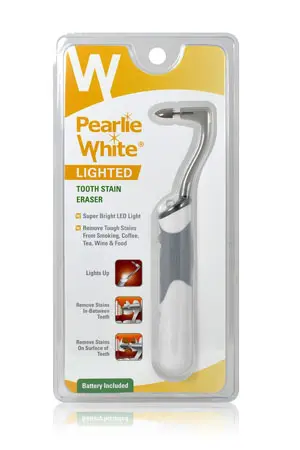 W
Pearlie
White®
LIGHTED
TOOTH STAIN
ERASER
Super Bright LED Light
Remove Tough Stains
From Smoking, Coffee,
Tea, Wine & Food
Lights Up
Remove Stains
In-Between
Teeth
Remove Stains
On Surface of
Teeth
Battery Included